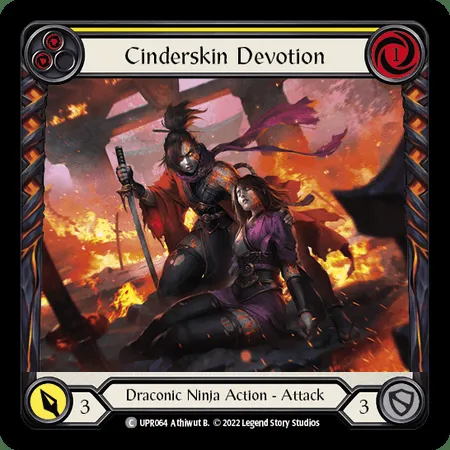 Cinderskin Devotion
1
3
Draconic Ninja Action - Attack
3
C UPR064 Athiwut B. © 2022 Legend Story Studios